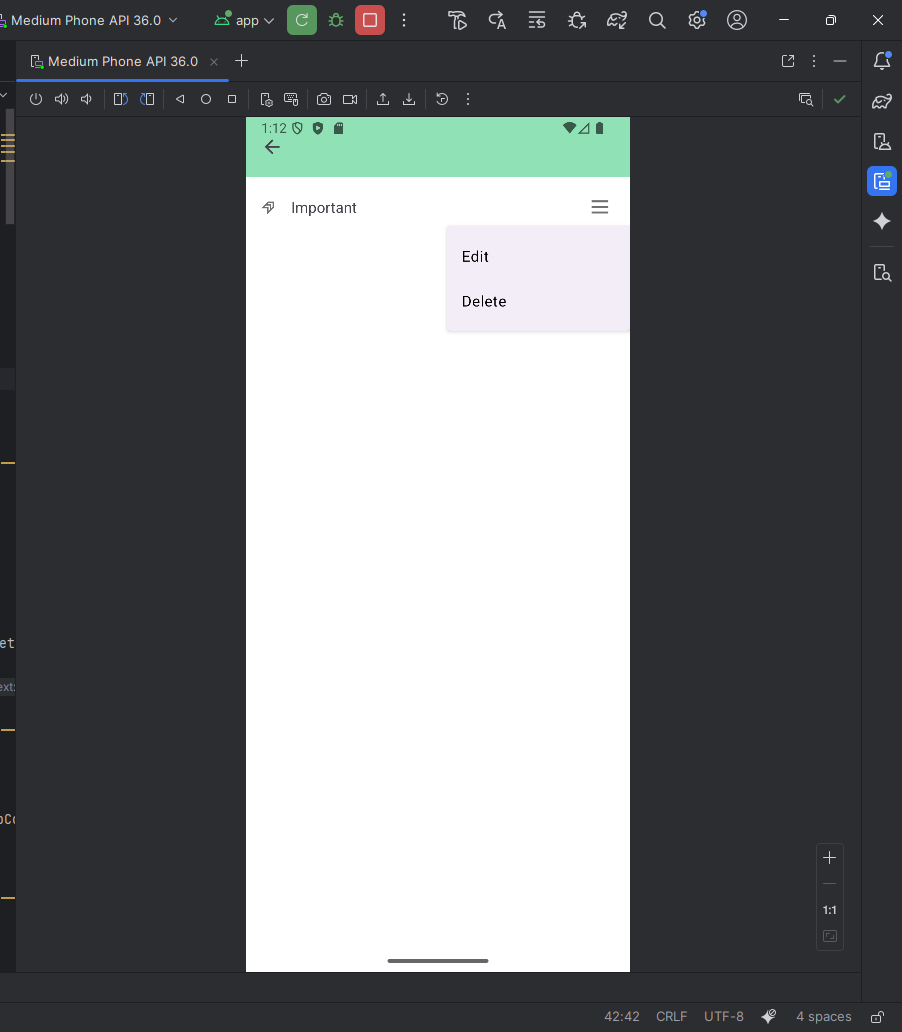 Medium Phone API 36.0
app
Medium Phone API 36.0
1:12
Important
Edit
Delete
et
ext:
1:1
42:42 CRLF UTF-8 4 spaces